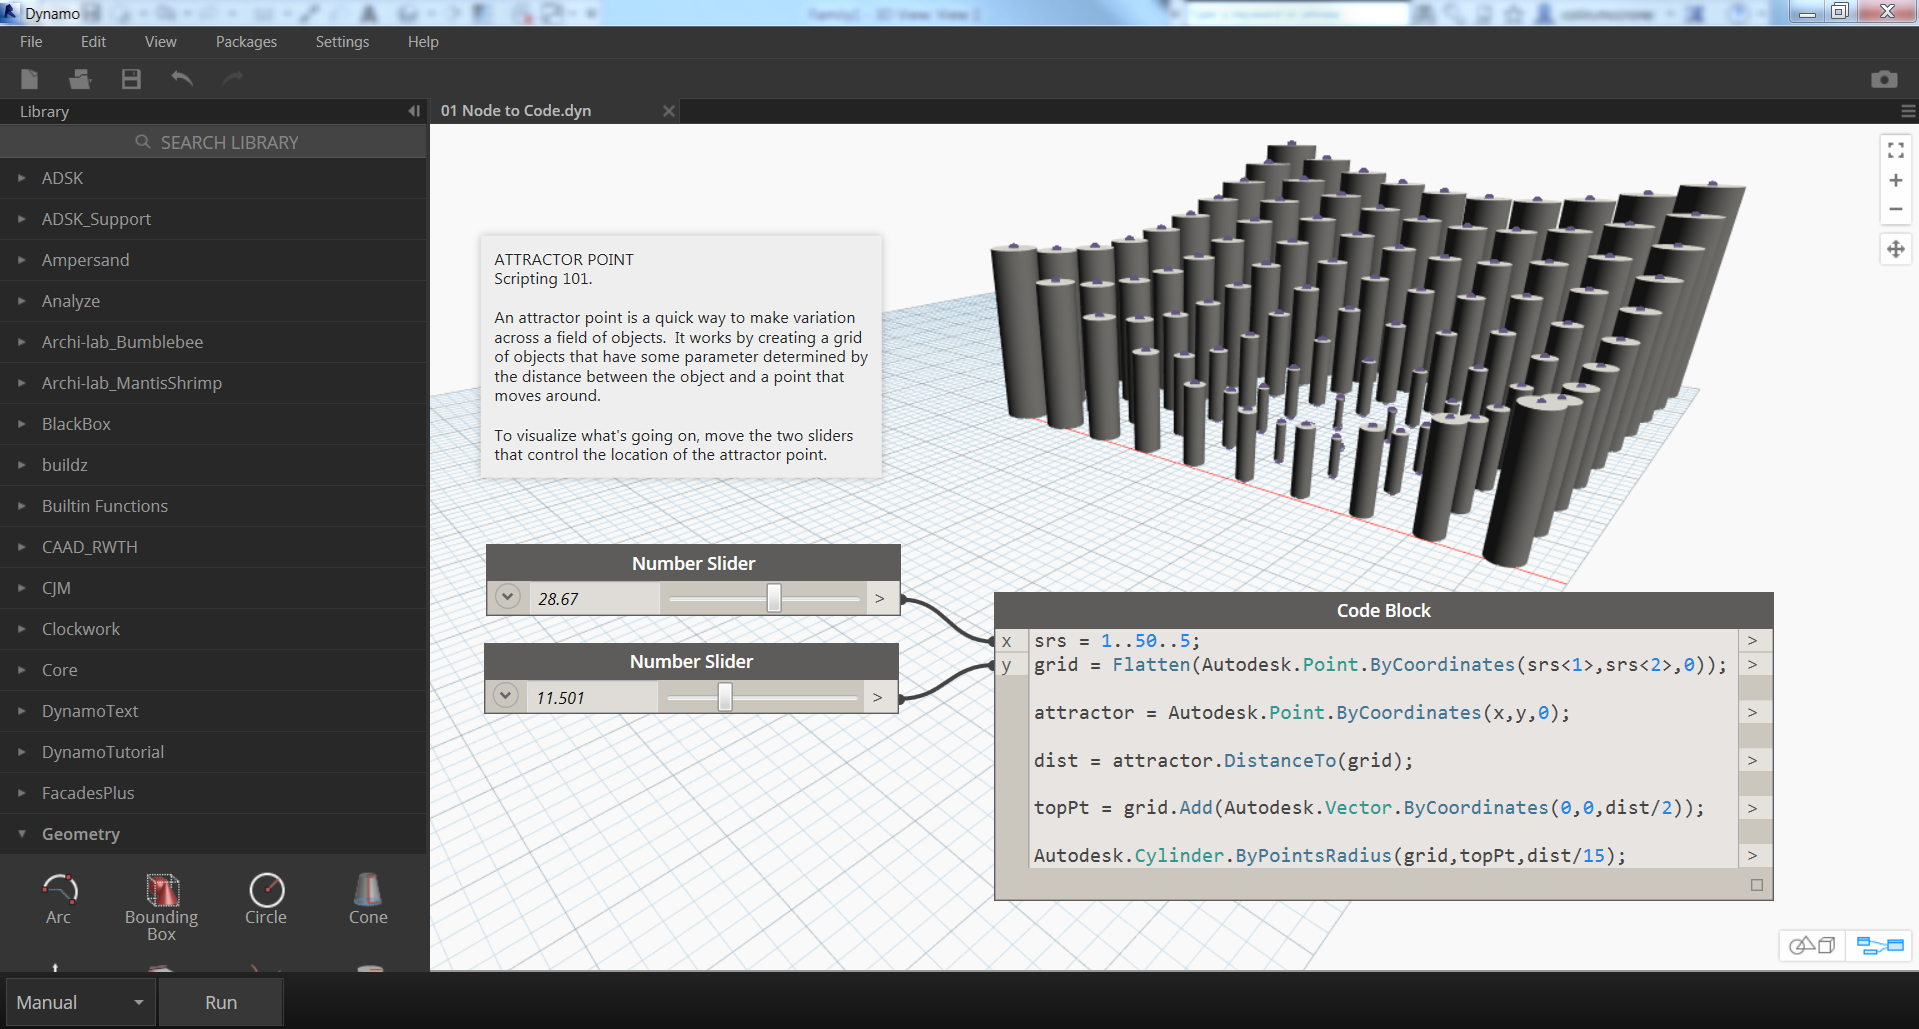 Dynamo
File Edit View Packages Settings Help
Library
01 Node to Code.dyn
SEARCH LIBRARY
ADSK
ADSK_Support
Ampersand
Analyze
Archi-lab_Bumblebee
Archi-lab_MantisShrimp
BlackBox
buildz
Builtin Functions
CAAD_RWTH
CJM
Clockwork
Core
DynamoText
DynamoTutorial
FacadesPlus
Geometry
Arc
Bounding
Box
Circle
Cone
Manual
Run
ATTRACTOR POINT
Scripting 101.
An attractor point is a quick way to make variation
across a field of objects.  It works by creating a grid
of objects that have some parameter determined by
the distance between the object and a point that
moves around.
To visualize what's going on, move the two sliders
that control the location of the attractor point.
Number Slider
28.67 >
Number Slider
11.501 >
Code Block
x srs = 1..50..5; >
y grid = Flatten(Autodesk.Point.ByCoordinates(srs<1>,srs<2>,0)); >
attractor = Autodesk.Point.ByCoordinates(x,y,0); >
dist = attractor.DistanceTo(grid); >
topPt = grid.Add(Autodesk.Vector.ByCoordinates(0,0,dist/2)); >
Autodesk.Cylinder.ByPointsRadius(grid,topPt,dist/15); >